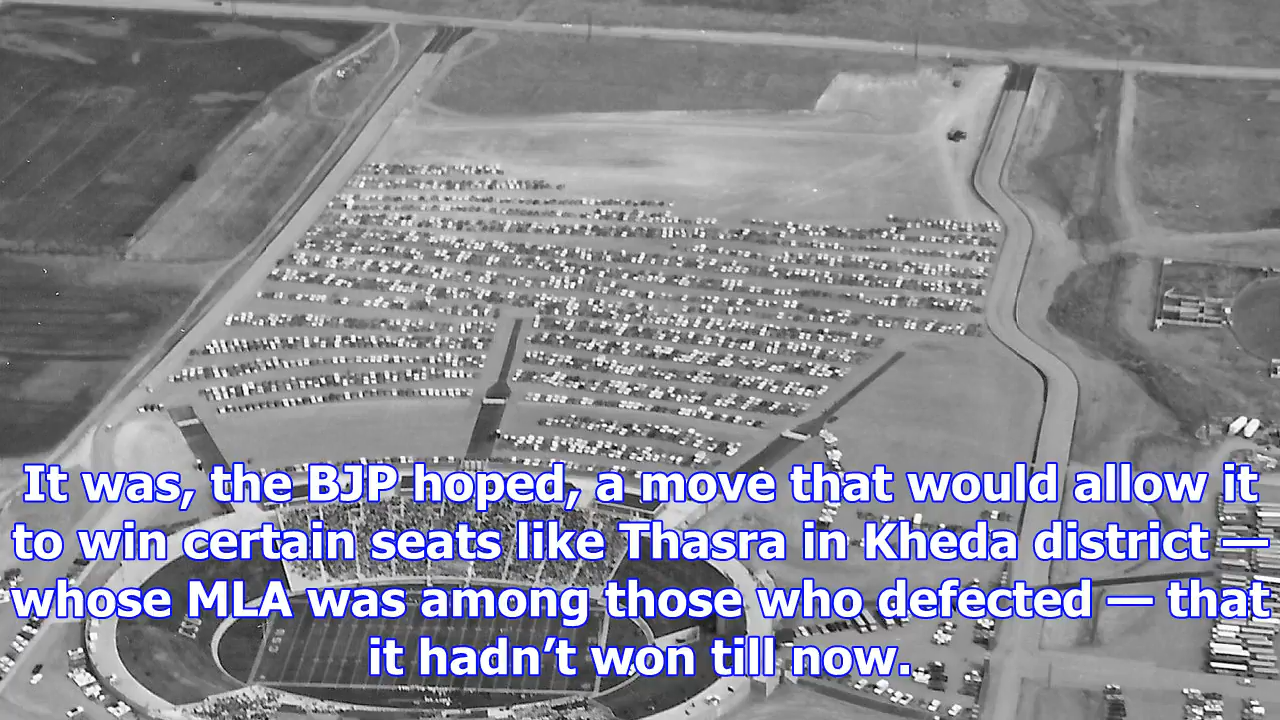 It was, the BJP hoped, a move that would allow it
to win certain seats like Thasra in Kheda district —
whose MLA was among those who defected — that
it hadn’t won till now.
CSU